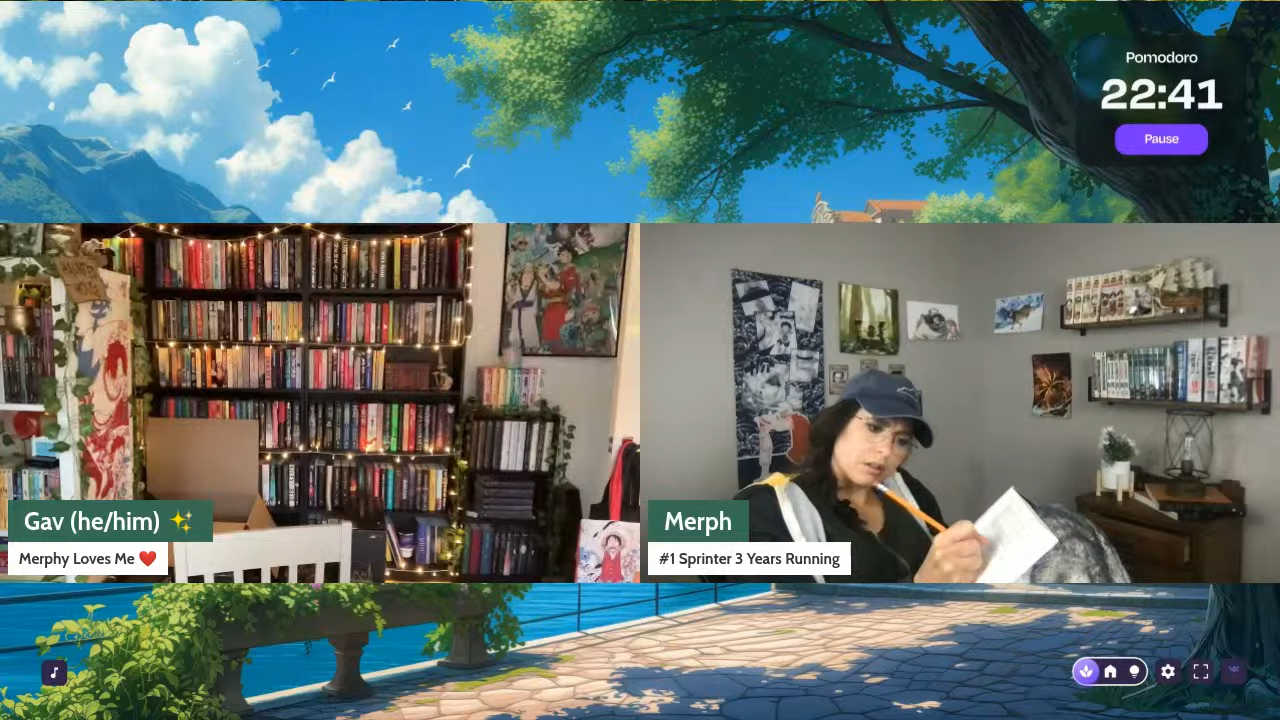 Pomodoro
22:41
Pause
Gav (he/him) ✨
Merphy Loves Me ❤️
Merph
#1 Sprinter 3 Years Running